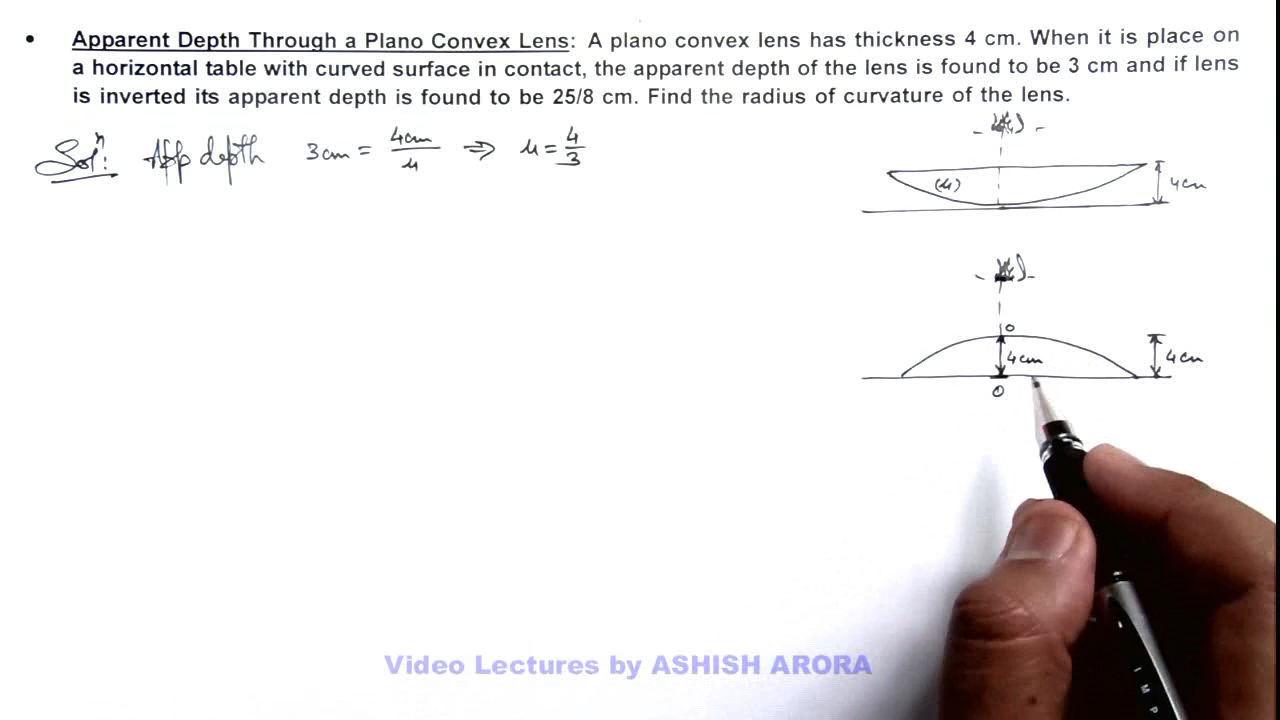 • Apparent Depth Through a Plano Convex Lens: A plano convex lens has thickness 4 cm. When it is place on
a horizontal table with curved surface in contact, the apparent depth of the lens is found to be 3 cm and if lens
is inverted its apparent depth is found to be 25/8 cm. Find the radius of curvature of the lens.
Solⁿ: App depth 3cm = 4cm/μ ⇒ μ = 4/3
(μ)
4cm
O
4cm
4cm
O
Video Lectures by ASHISH ARORA
IMP